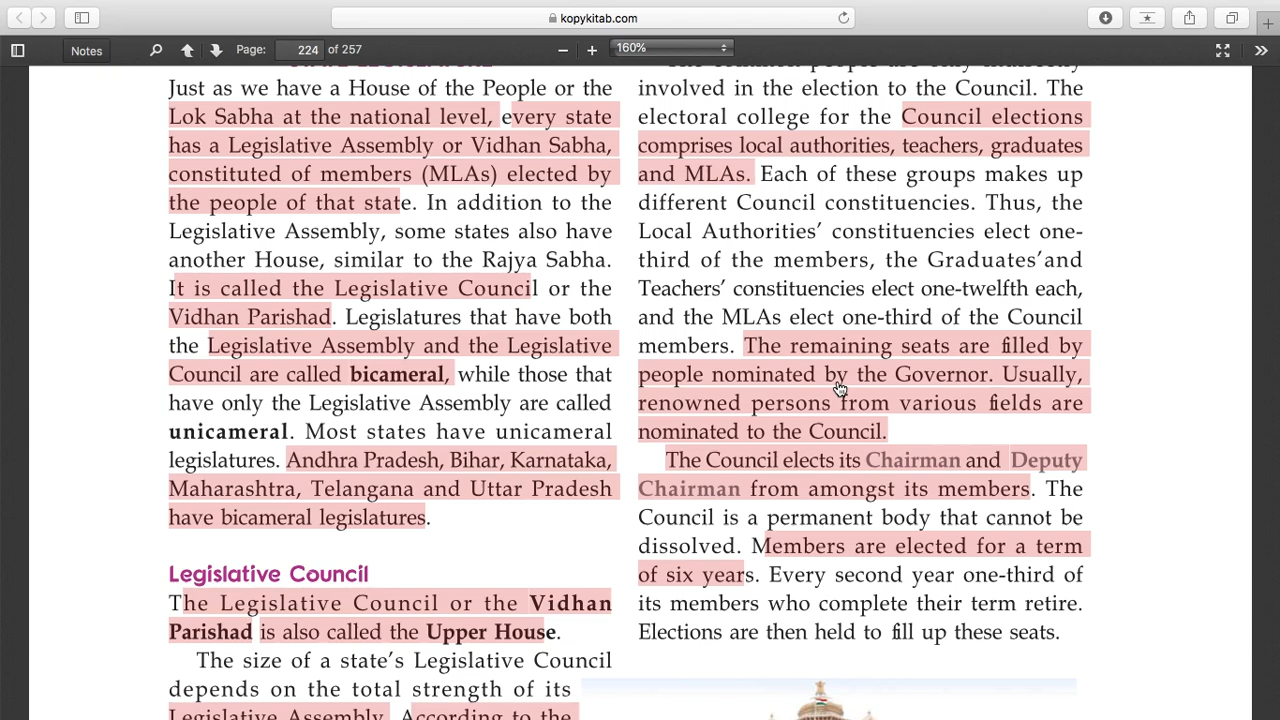 kopykitab.com
Notes
Page: 224 of 257
160%
Just as we have a House of the People or the
Lok Sabha at the national level, every state
has a Legislative Assembly or Vidhan Sabha,
constituted of members (MLAs) elected by
the people of that state. In addition to the
Legislative Assembly, some states also have
another House, similar to the Rajya Sabha.
It is called the Legislative Council or the
Vidhan Parishad. Legislatures that have both
the Legislative Assembly and the Legislative
Council are called bicameral, while those that
have only the Legislative Assembly are called
unicameral. Most states have unicameral
legislatures. Andhra Pradesh, Bihar, Karnataka,
Maharashtra, Telangana and Uttar Pradesh
have bicameral legislatures.
Legislative Council
The Legislative Council or the Vidhan
Parishad is also called the Upper House.
The size of a state's Legislative Council
depends on the total strength of its
Legislative Assembly. According to the
involved in the election to the Council. The
electoral college for the Council elections
comprises local authorities, teachers, graduates
and MLAs. Each of these groups makes up
different Council constituencies. Thus, the
Local Authorities' constituencies elect one-
third of the members, the Graduates'and
Teachers' constituencies elect one-twelfth each,
and the MLAs elect one-third of the Council
members. The remaining seats are filled by
people nominated by the Governor. Usually,
renowned persons from various fields are
nominated to the Council.
The Council elects its Chairman and Deputy
Chairman from amongst its members. The
Council is a permanent body that cannot be
dissolved. Members are elected for a term
of six years. Every second year one-third of
its members who complete their term retire.
Elections are then held to fill up these seats.